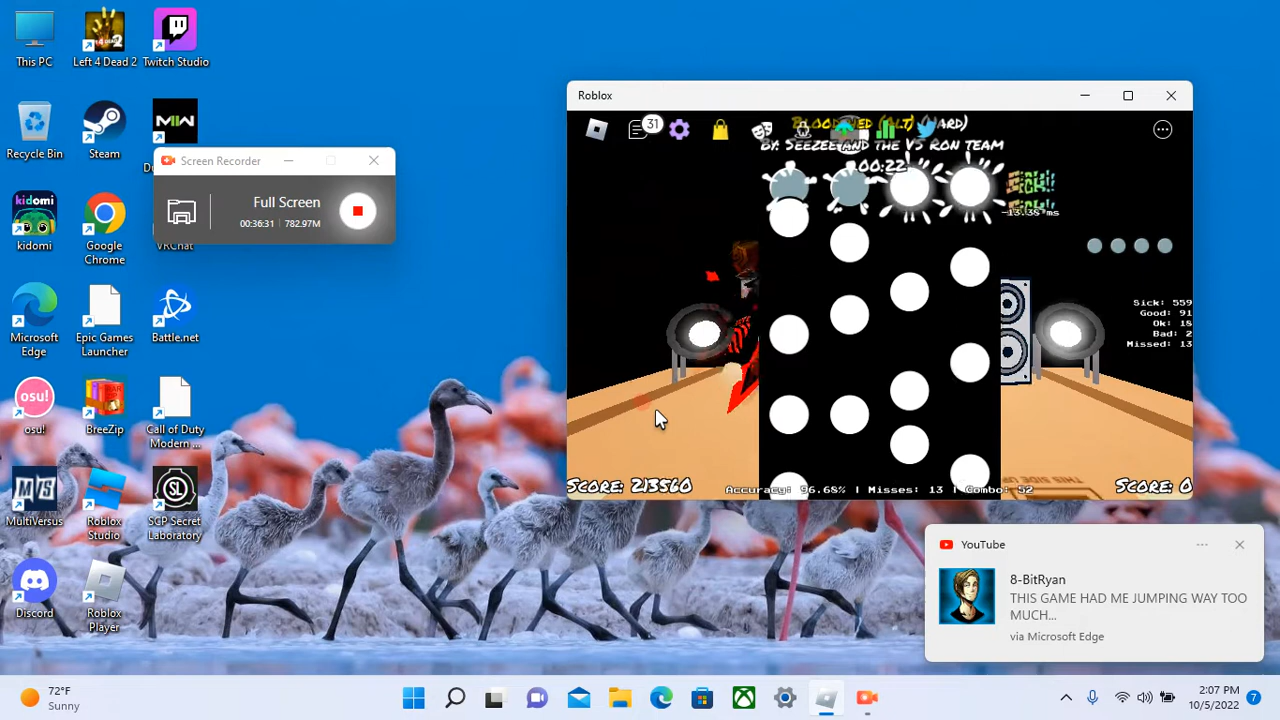 This PC
Left 4 Dead 2
Twitch Studio
Recycle Bin
Steam
kidomi
kidomi
Google
Chrome
VRChat
Microsoft
Edge
Epic Games
Launcher
Battle.net
osu!
osu!
BreeZip
Call of Duty
Modern ...
MultiVersus
Roblox
Studio
SCP Secret
Laboratory
Discord
Roblox
Player
Screen Recorder
Full Screen
00:36:31
782.97M
Roblox
31
BY: SEEZEE AND THE VS RON TEAM
00:22
SICK!!
-13.38 ms
Sick: 559
Good: 91
Ok: 18
Bad: 2
Missed: 13
THIS SIDE UP
SCORE: 213560
Accuracy: 96.68% | Misses: 13 | Combo: 52
SCORE: 0
YouTube
8-BitRyan
THIS GAME HAD ME JUMPING WAY TOO
MUCH...
via Microsoft Edge
72°F
Sunny
2:07 PM
10/5/2022
7